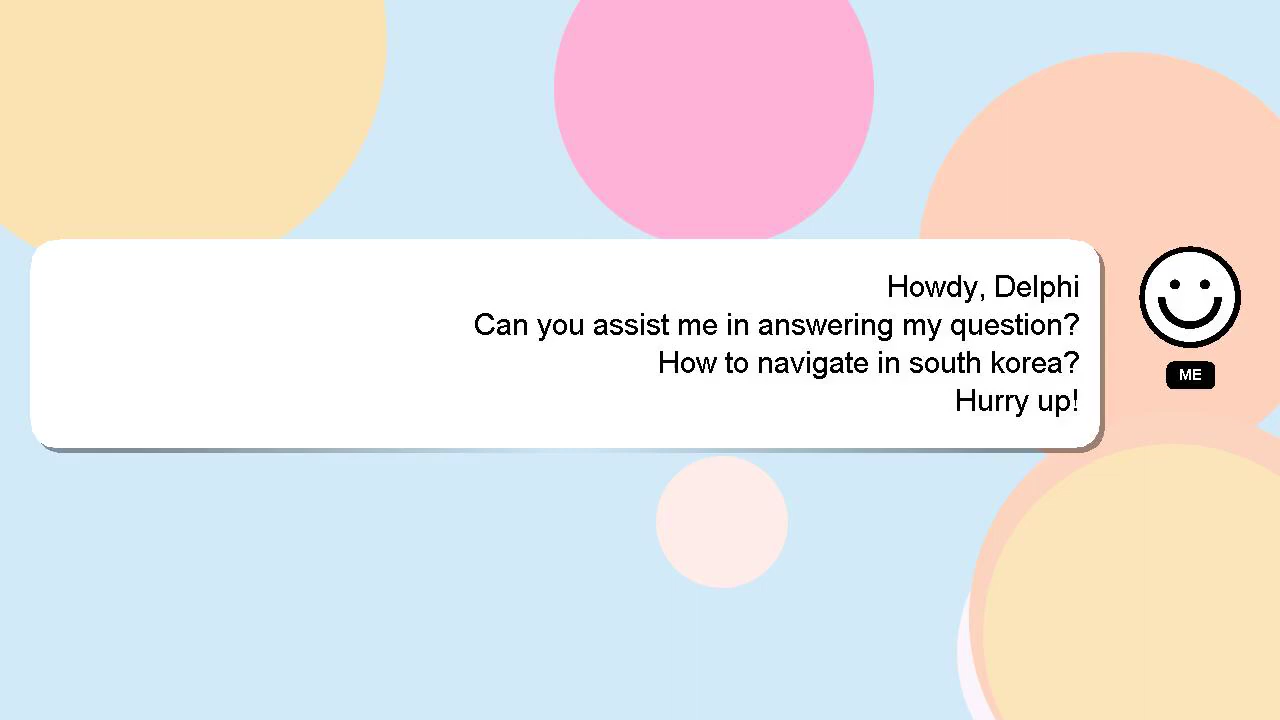 Howdy, Delphi
Can you assist me in answering my question?
How to navigate in south korea?
Hurry up!
ME